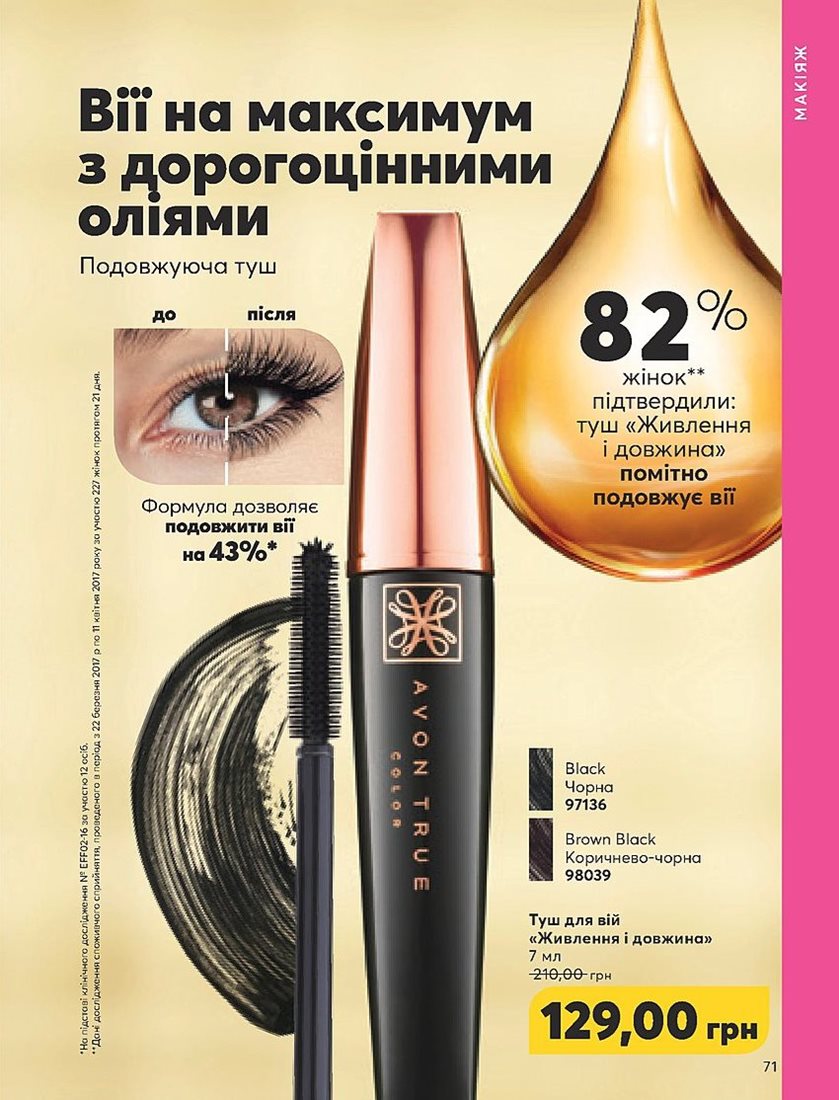 МАКІЯЖ
Вії на максимум
з дорогоцінними
оліями
Подовжуюча туш
до
після
82%
жінок**
підтвердили:
туш «Живлення
і довжина»
помітно
подовжує вії
Формула дозволяє
подовжити вії
на 43%*
AVON TRUE
COLOR
Black
Чорна
97136
Brown Black
Коричнево-чорна
98039
Туш для вій
«Живлення і довжина»
7 мл
210,00 грн
129,00 грн
*На підставі клінічного дослідження № EFF02-16 за участю 12 осіб.
**Дані дослідження споживчого сприйняття, проведеного в період з 22 березня 2017 р по 11 квітня 2017 року за участю 227 жінок протягом 21 дня.
71